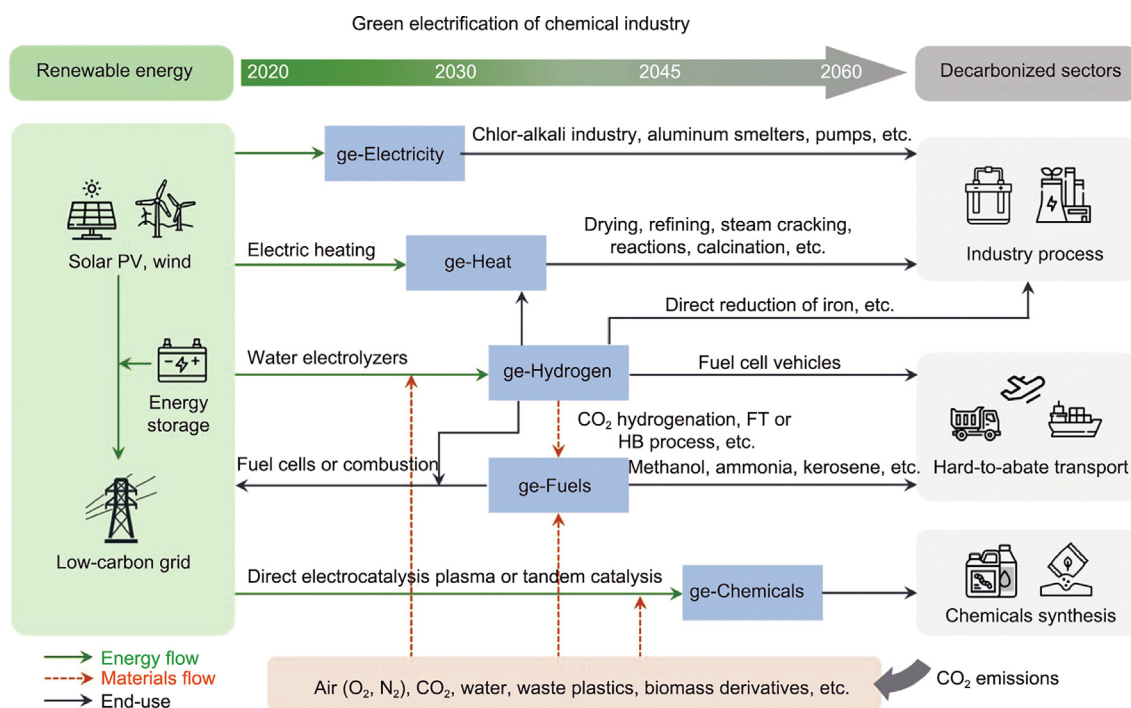 Green electrification of chemical industry
Renewable energy
2020
2030
2045
2060
Decarbonized sectors
ge-Electricity
Chlor-alkali industry, aluminum smelters, pumps, etc.
Solar PV, wind
Electric heating
ge-Heat
Drying, refining, steam cracking,
reactions, calcination, etc.
Industry process
Direct reduction of iron, etc.
Water electrolyzers
ge-Hydrogen
Fuel cell vehicles
Energy
storage
CO₂ hydrogenation, FT or
HB process, etc.
Fuel cells or combustion
ge-Fuels
Methanol, ammonia, kerosene, etc.
Hard-to-abate transport
Low-carbon grid
Direct electrocatalysis plasma or tandem catalysis
ge-Chemicals
Chemicals synthesis
Energy flow
Materials flow
End-use
Air (O₂, N₂), CO₂, water, waste plastics, biomass derivatives, etc.
CO₂ emissions